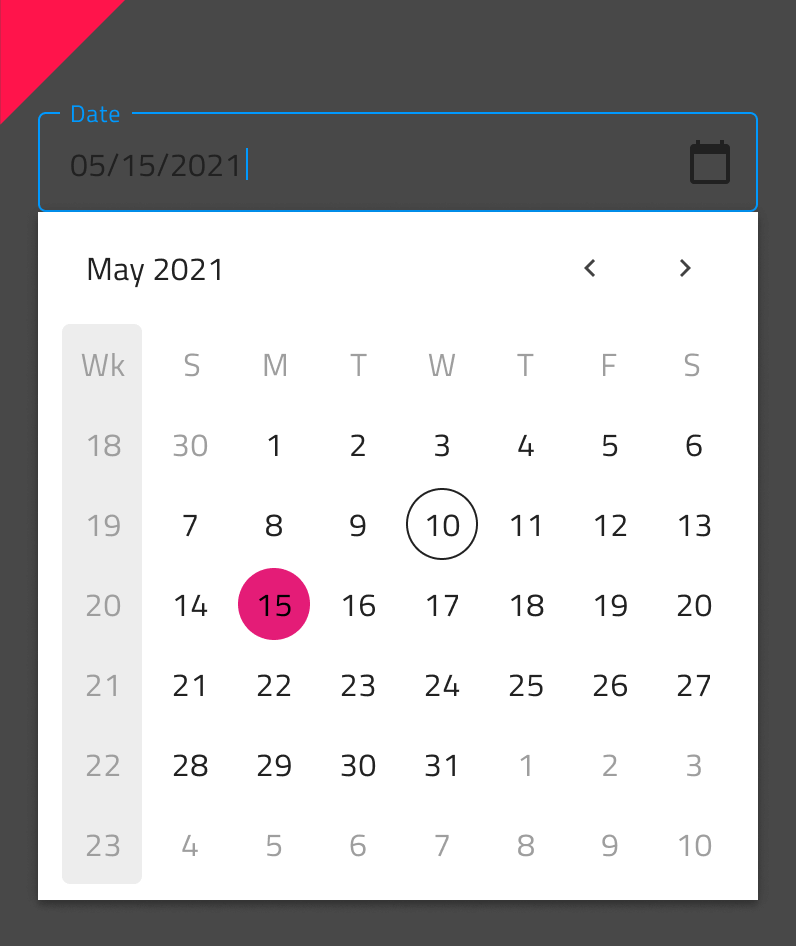 Date
05/15/2021
May 2021
Wk S M T W T F S
18 30 1 2 3 4 5 6
19 7 8 9 10 11 12 13
20 14 15 16 17 18 19 20
21 21 22 23 24 25 26 27
22 28 29 30 31 1 2 3
23 4 5 6 7 8 9 10